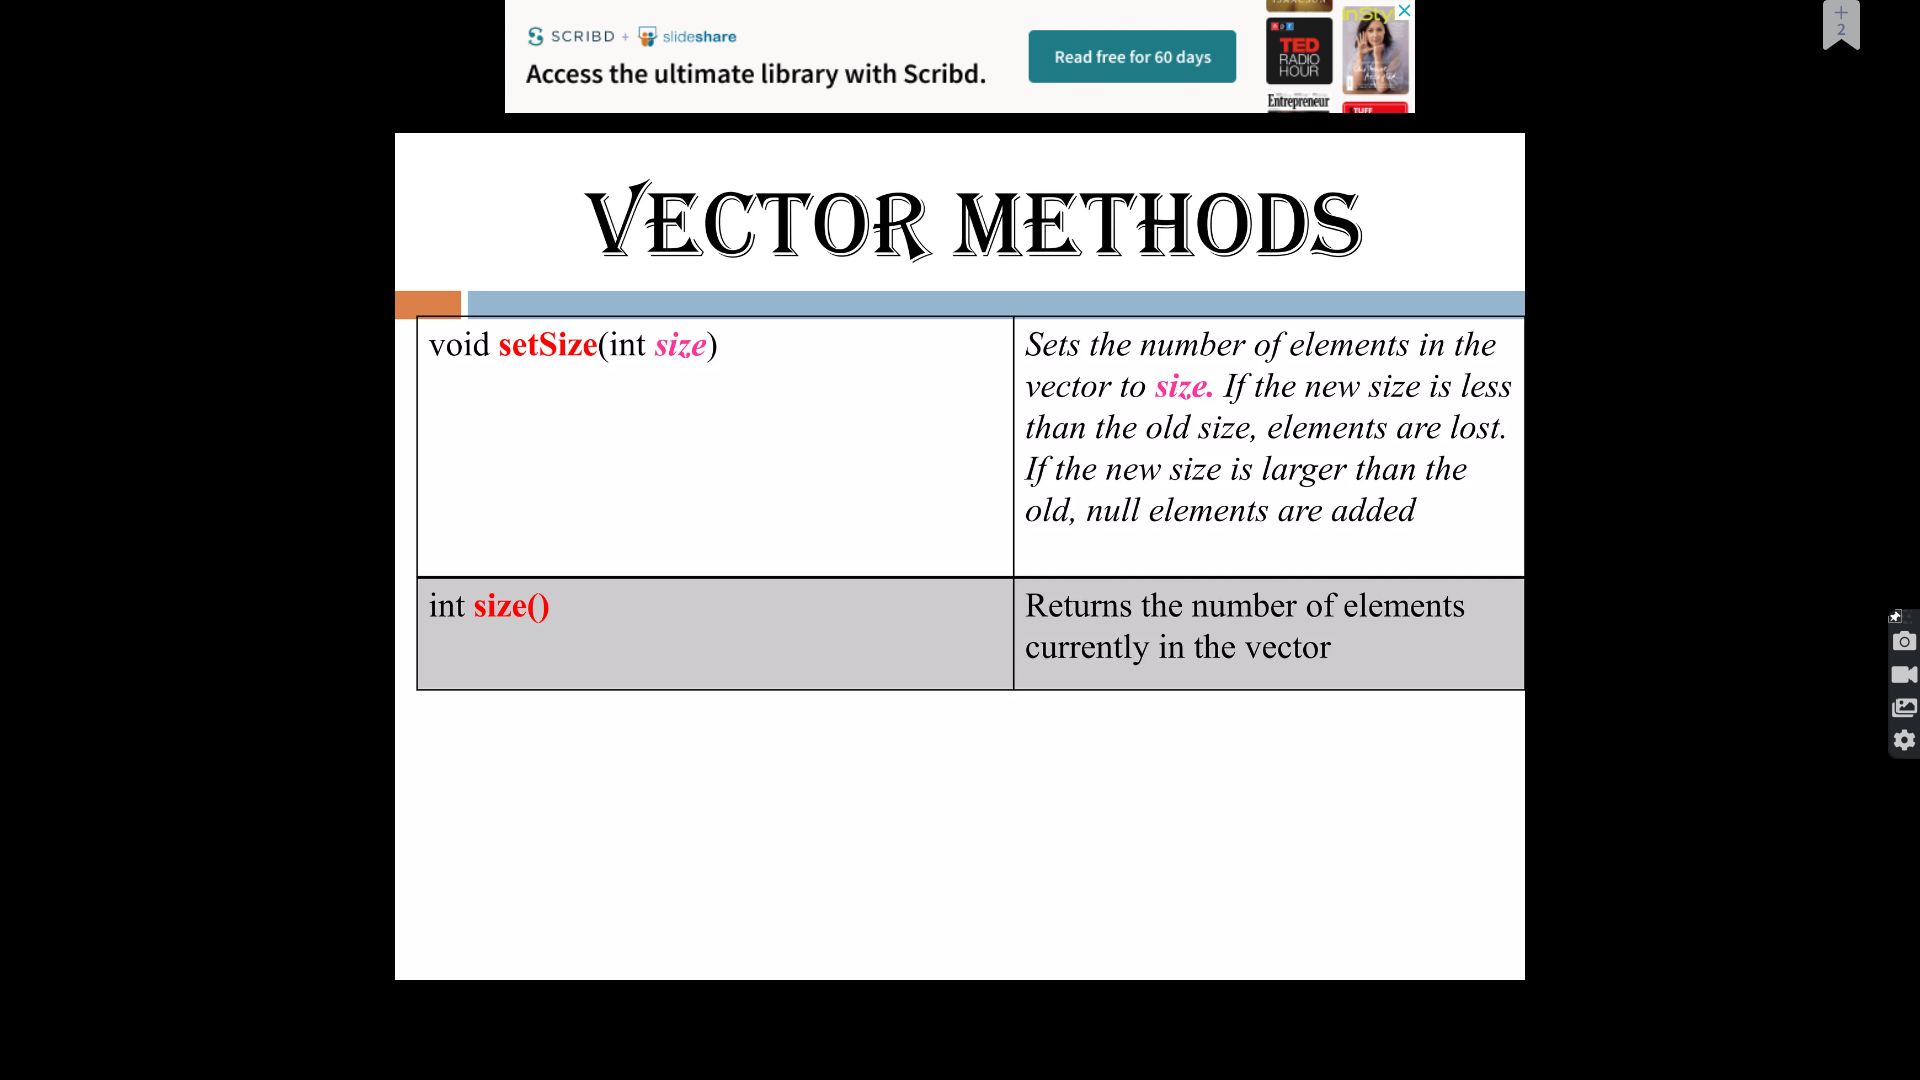 SCRIBD + slideshare
Access the ultimate library with Scribd.
Read free for 60 days
TED
RADIO
HOUR
InStyl
Entrepreneur
+
2
VECTOR METHODS
void setSize(int size)
Sets the number of elements in the
vector to size. If the new size is less
than the old size, elements are lost.
If the new size is larger than the
old, null elements are added
int size()
Returns the number of elements
currently in the vector